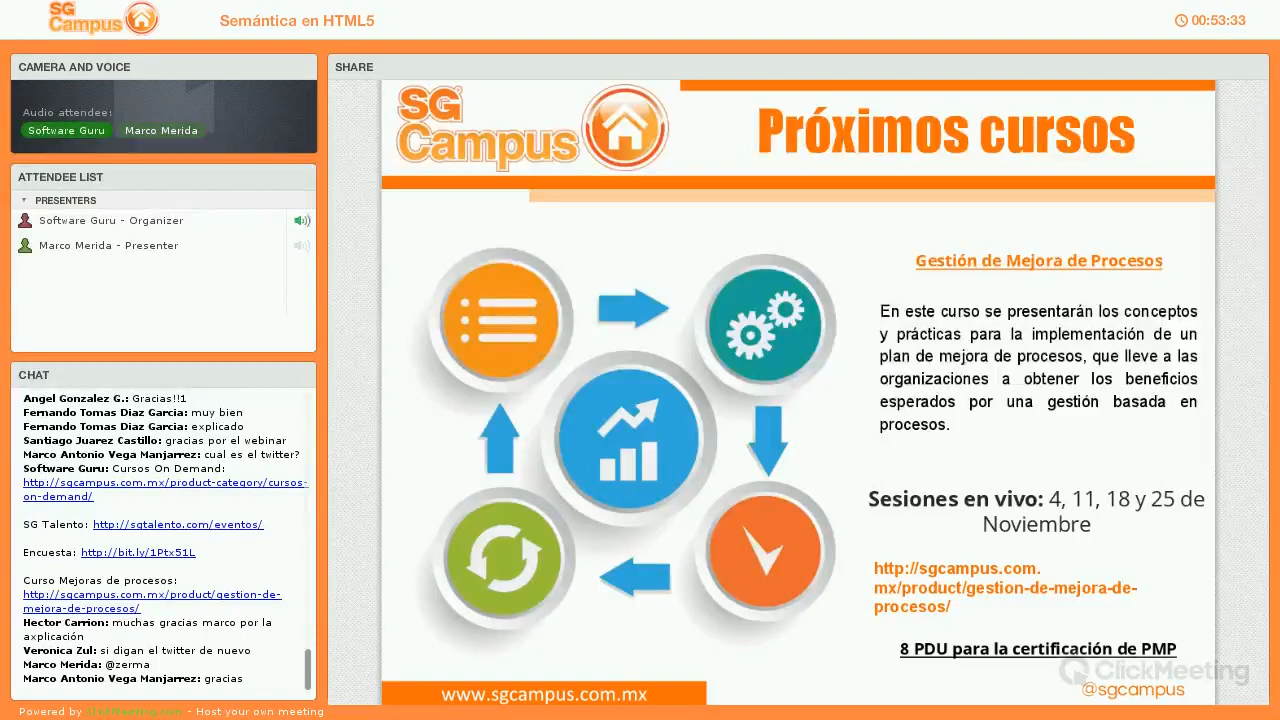 SG
Campus
Semántica en HTML5
00:53:33
CAMERA AND VOICE
Audio attendee:
Software Guru
Marco Merida
ATTENDEE LIST
PRESENTERS
Software Guru - Organizer
Marco Merida - Presenter
CHAT
Angel Gonzalez G.: Gracias!!1
Fernando Tomas Diaz Garcia: muy bien
Fernando Tomas Diaz Garcia: explicado
Santiago Juarez Castillo: gracias por el webinar
Marco Antonio Vega Manjarrez: cual es el twitter?
Software Guru: Cursos On Demand:
http://sgcampus.com.mx/product-category/cursos-
on-demand/
SG Talento: http://sgtalento.com/eventos/
Encuesta: http://bit.ly/1Ptx51L
Curso Mejoras de procesos:
http://sgcampus.com.mx/product/gestion-de-
mejora-de-procesos/
Hector Carrion: muchas gracias marco por la
axplicación
Veronica Zul: si digan el twitter de nuevo
Marco Merida: @zerma
Marco Antonio Vega Manjarrez: gracias
Powered by ClickMeeting.com - Host your own meeting
SHARE
SG
Campus
Próximos cursos
Gestión de Mejora de Procesos
En este curso se presentarán los conceptos
y prácticas para la implementación de un
plan de mejora de procesos, que lleve a las
organizaciones a obtener los beneficios
esperados por una gestión basada en
procesos.
Sesiones en vivo: 4, 11, 18 y 25 de
Noviembre
http://sgcampus.com.
mx/product/gestion-de-mejora-de-
procesos/
8 PDU para la certificación de PMP
ClickMeeting
@sgcampus
www.sgcampus.com.mx